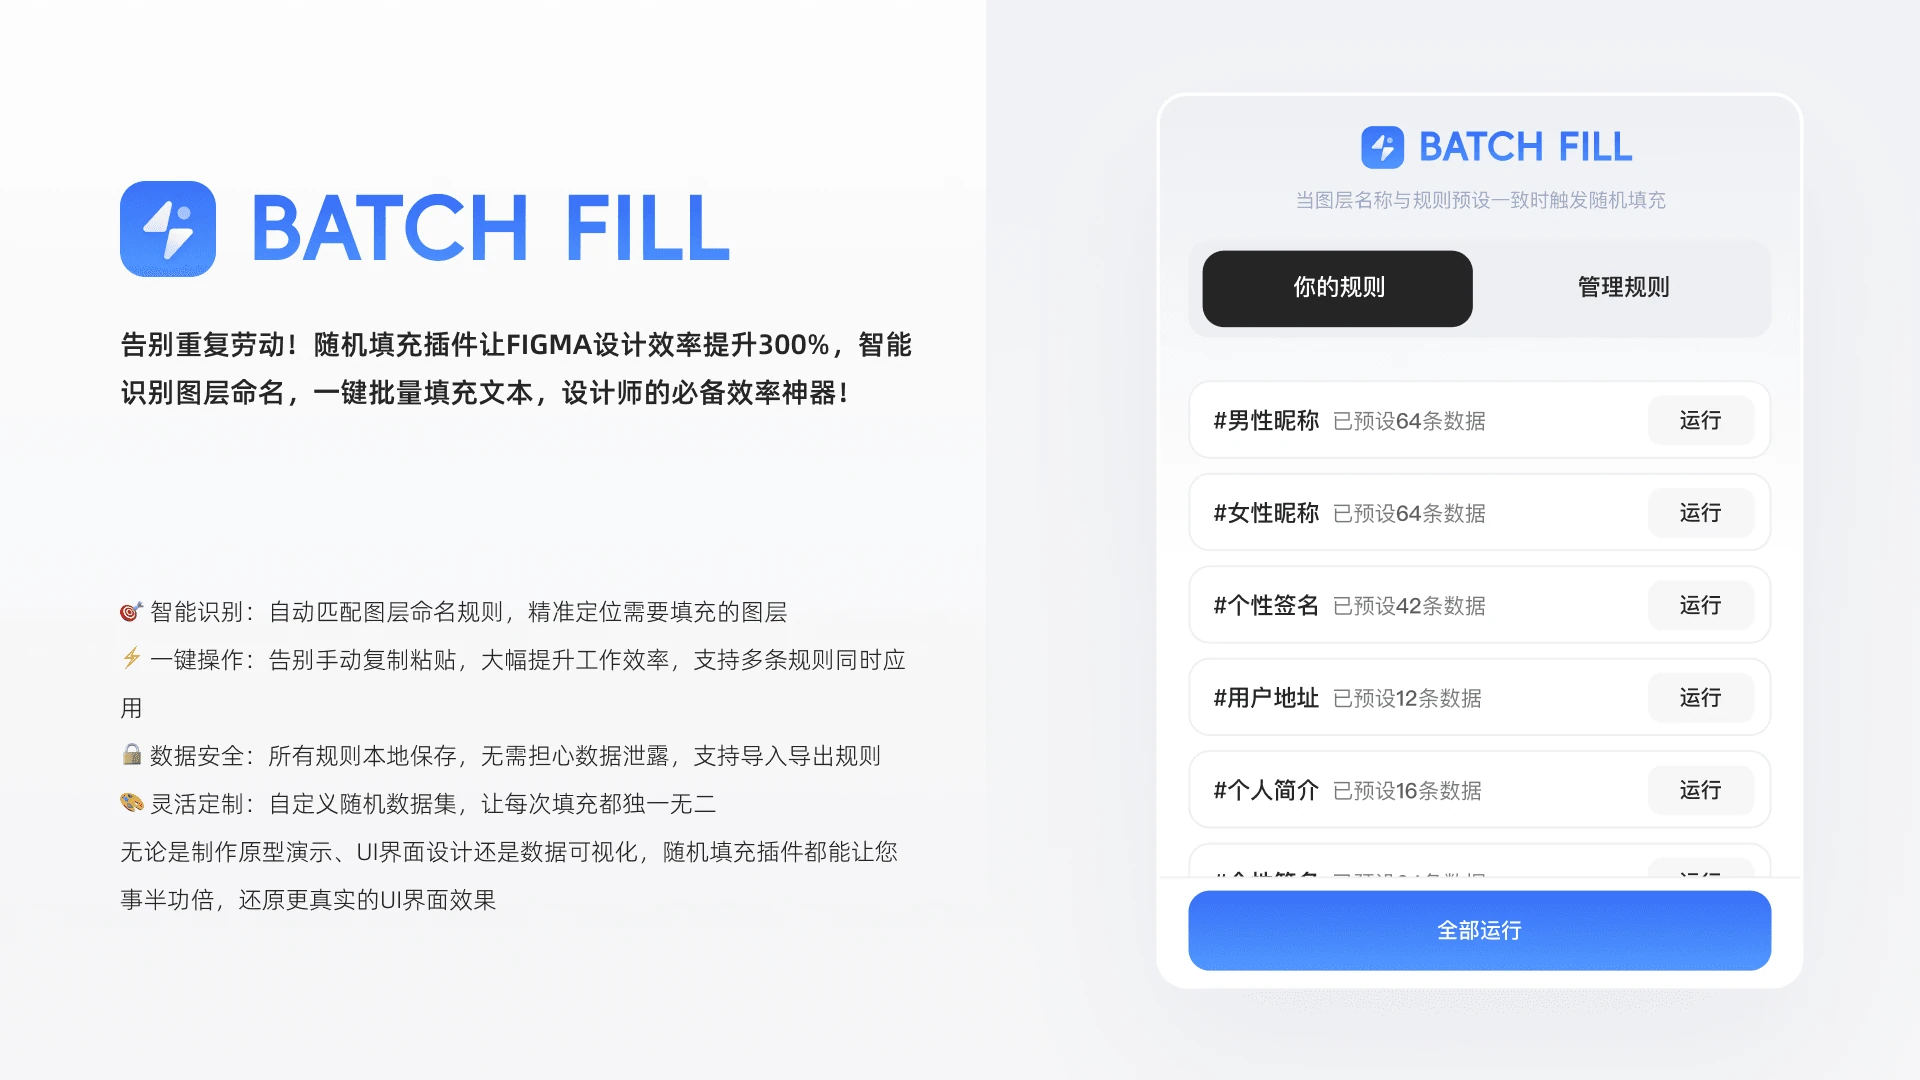 BATCH FILL
告别重复劳动！随机填充插件让FIGMA设计效率提升300%，智能
识别图层命名，一键批量填充文本，设计师的必备效率神器！
🎯 智能识别：自动匹配图层命名规则，精准定位需要填充的图层
⚡ 一键操作：告别手动复制粘贴，大幅提升工作效率，支持多条规则同时应
用
🔒 数据安全：所有规则本地保存，无需担心数据泄露，支持导入导出规则
🎨 灵活定制：自定义随机数据集，让每次填充都独一无二
无论是制作原型演示、UI界面设计还是数据可视化，随机填充插件都能让您
事半功倍，还原更真实的UI界面效果
BATCH FILL
当图层名称与规则预设一致时触发随机填充
你的规则 管理规则
#男性昵称 已预设64条数据 运行
#女性昵称 已预设64条数据 运行
#个性签名 已预设42条数据 运行
#用户地址 已预设12条数据 运行
#个人简介 已预设16条数据 运行
全部运行